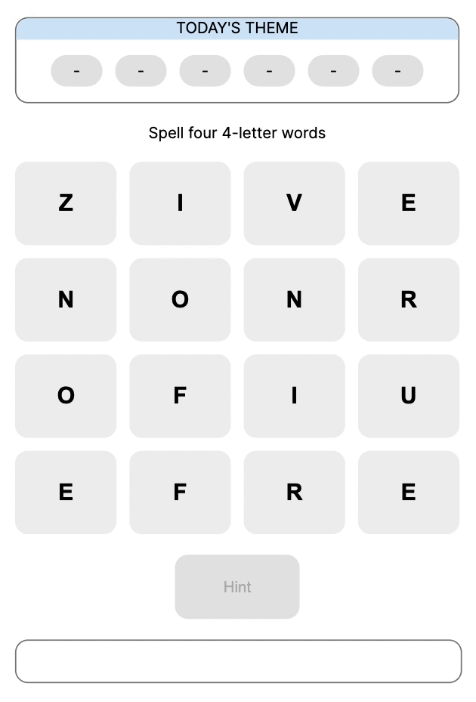 TODAY'S THEME
- - - - - -
Spell four 4-letter words
Z I V E
N O N R
O F I U
E F R E
Hint